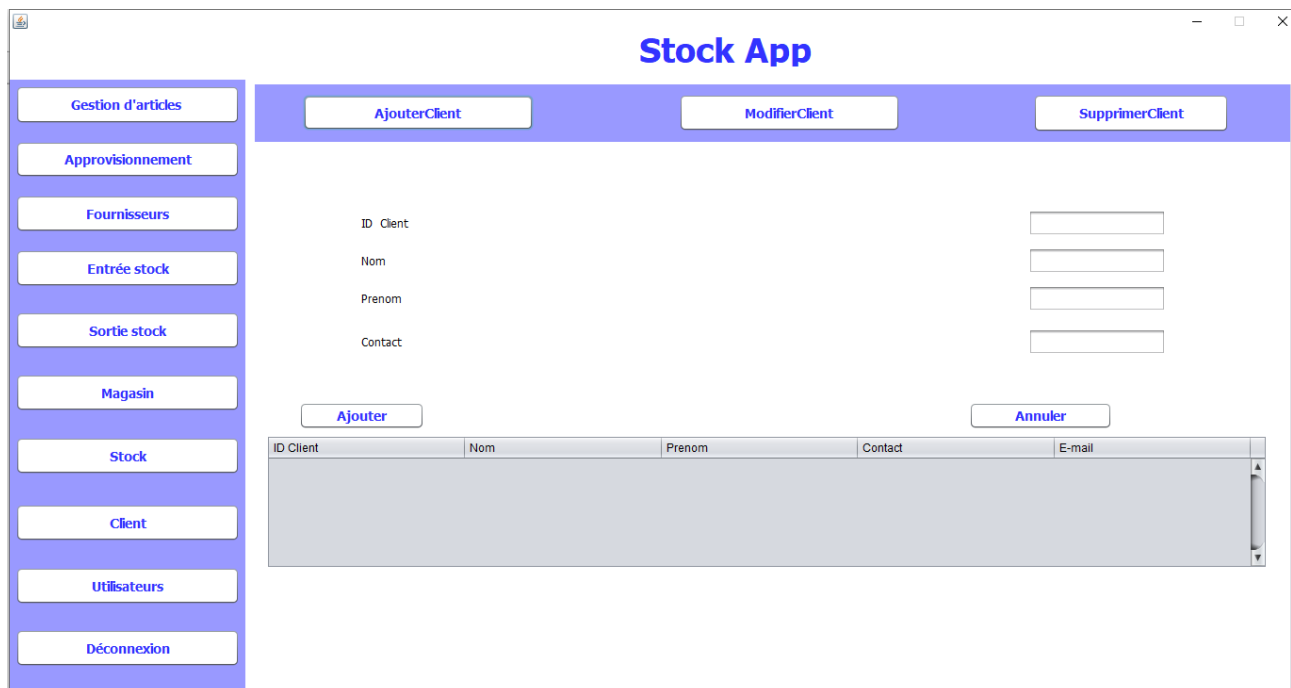 Stock App
Gestion d'articles
Approvisionnement
Fournisseurs
Entrée stock
Sortie stock
Magasin
Stock
Client
Utilisateurs
Déconnexion
AjouterClient ModifierClient SupprimerClient
ID Client
Nom
Prenom
Contact
Ajouter Annuler
ID Client Nom Prenom Contact E-mail